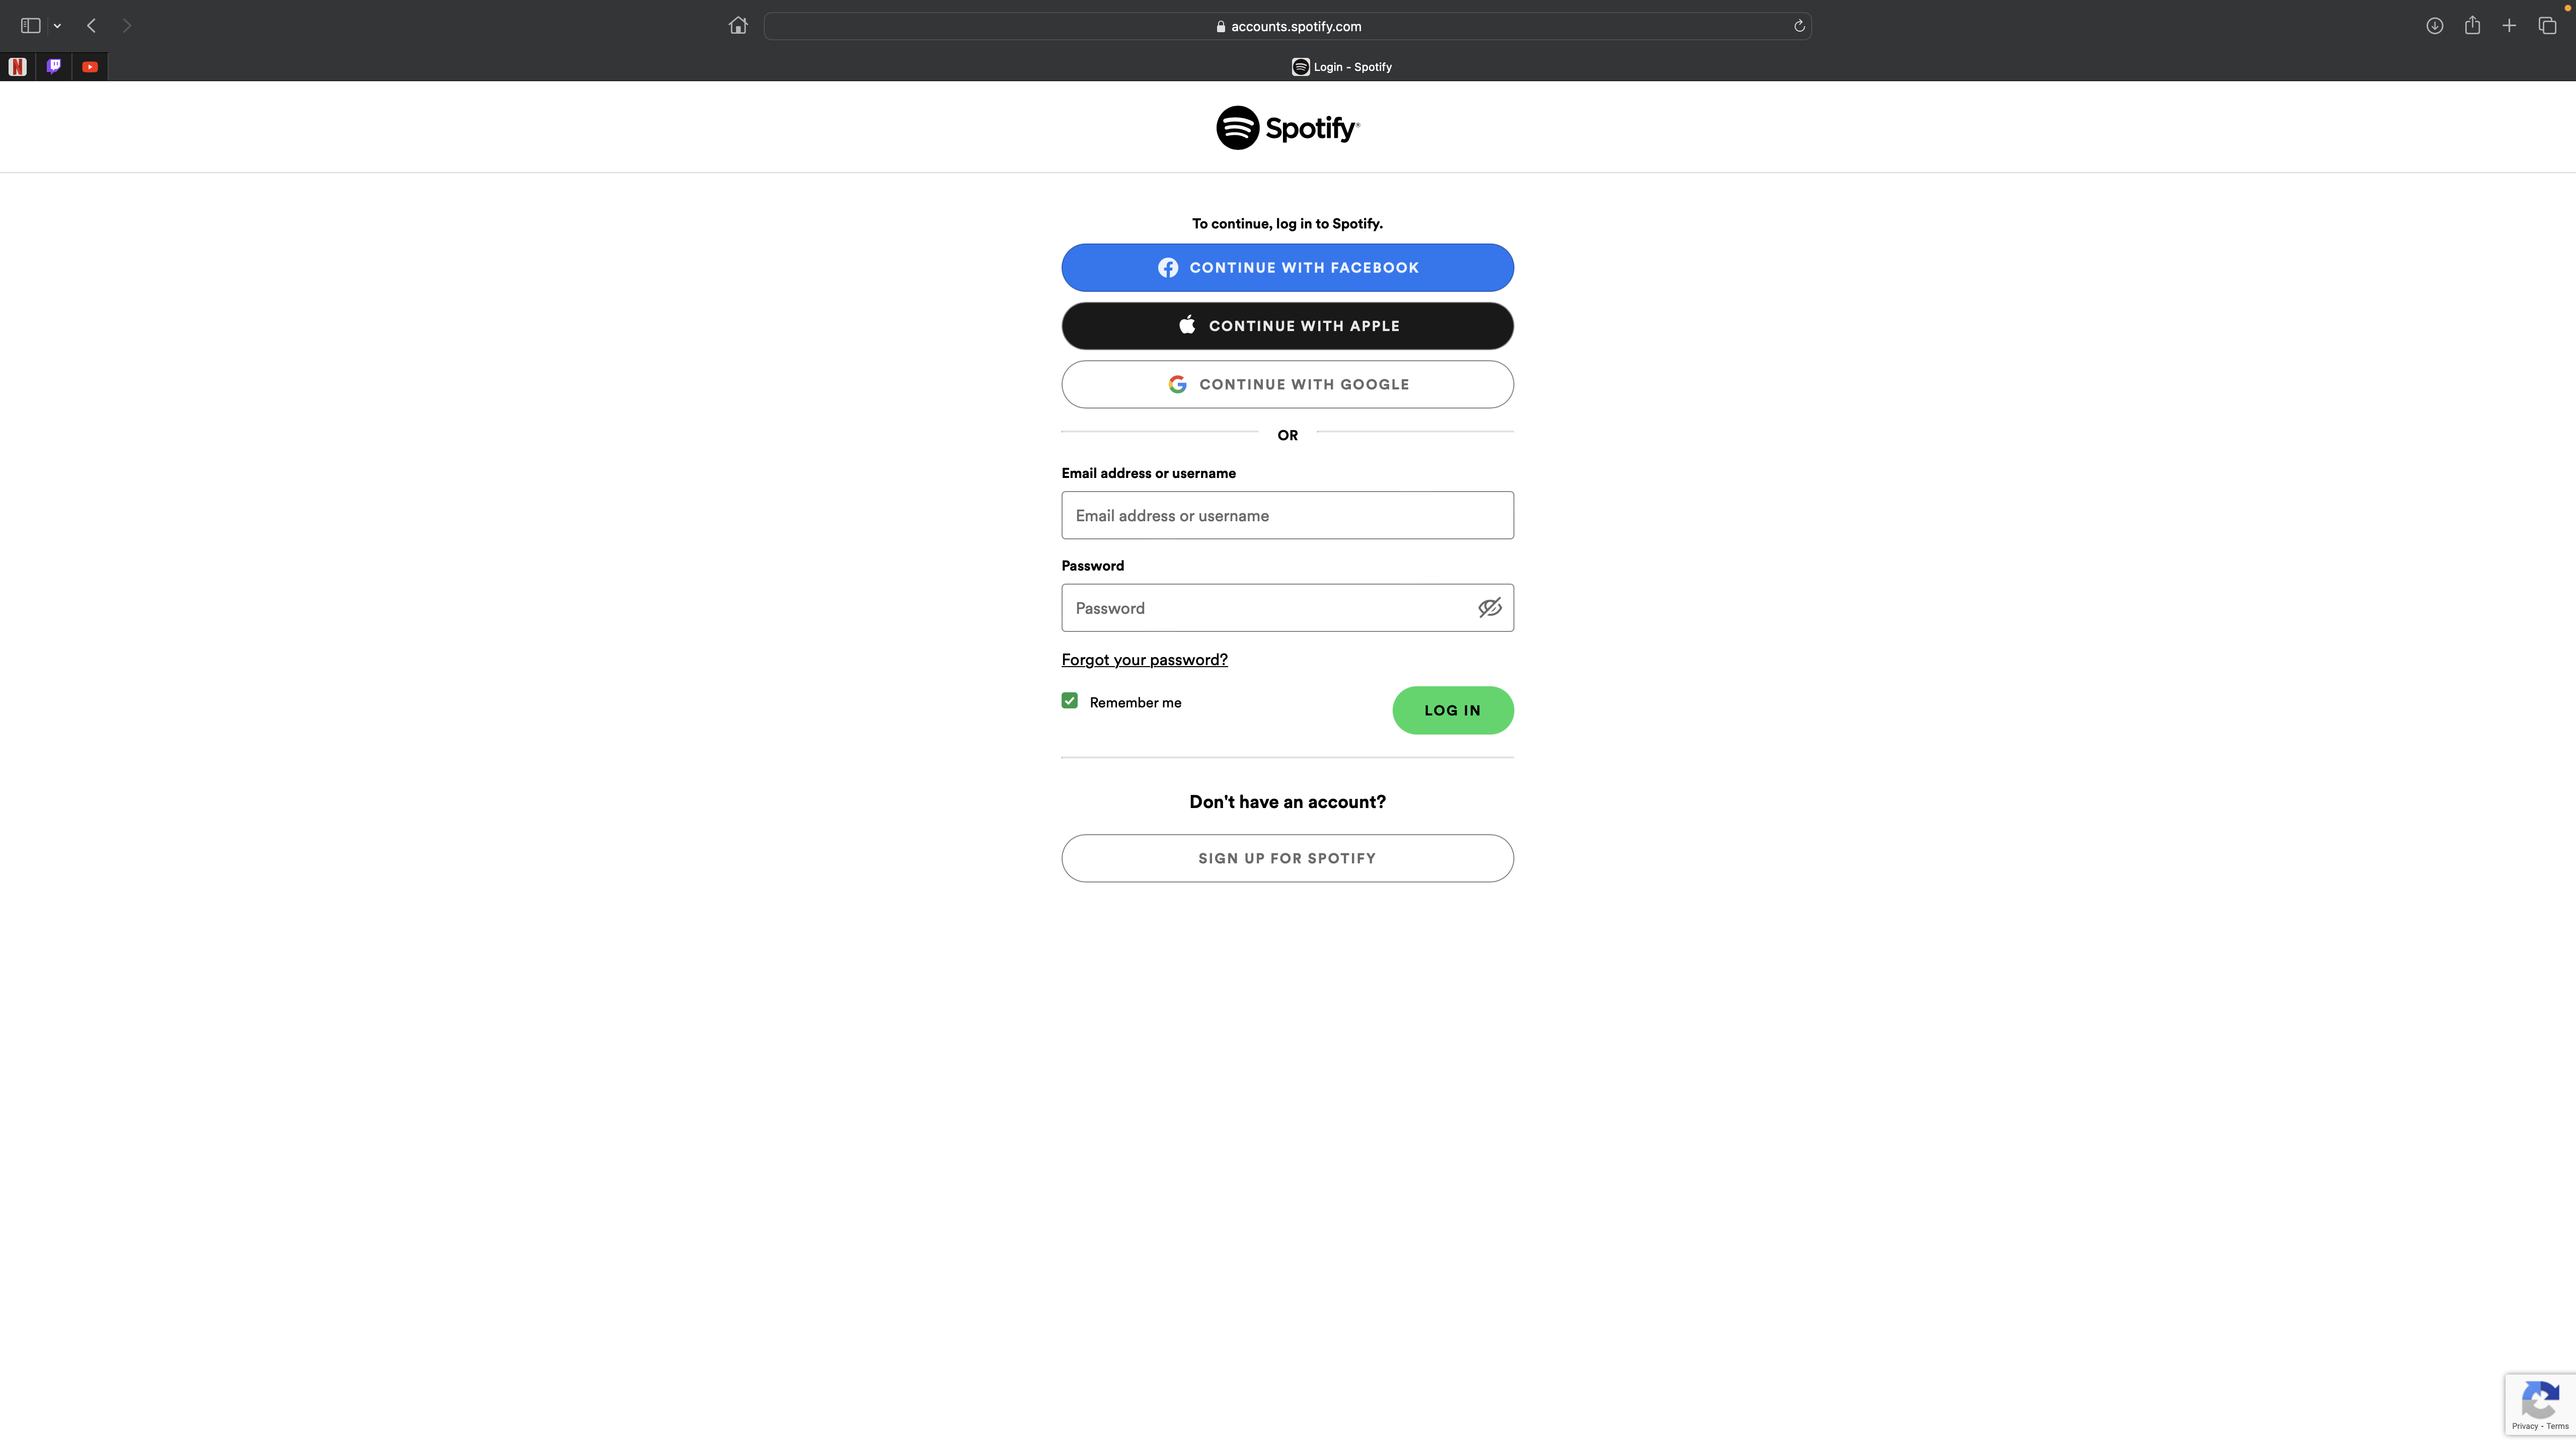 accounts.spotify.com
Login - Spotify
Spotify®
To continue, log in to Spotify.
CONTINUE WITH FACEBOOK
CONTINUE WITH APPLE
CONTINUE WITH GOOGLE
OR
Email address or username
Email address or username
Password
Password
Forgot your password?
Remember me
LOG IN
Don't have an account?
SIGN UP FOR SPOTIFY
Privacy - Terms